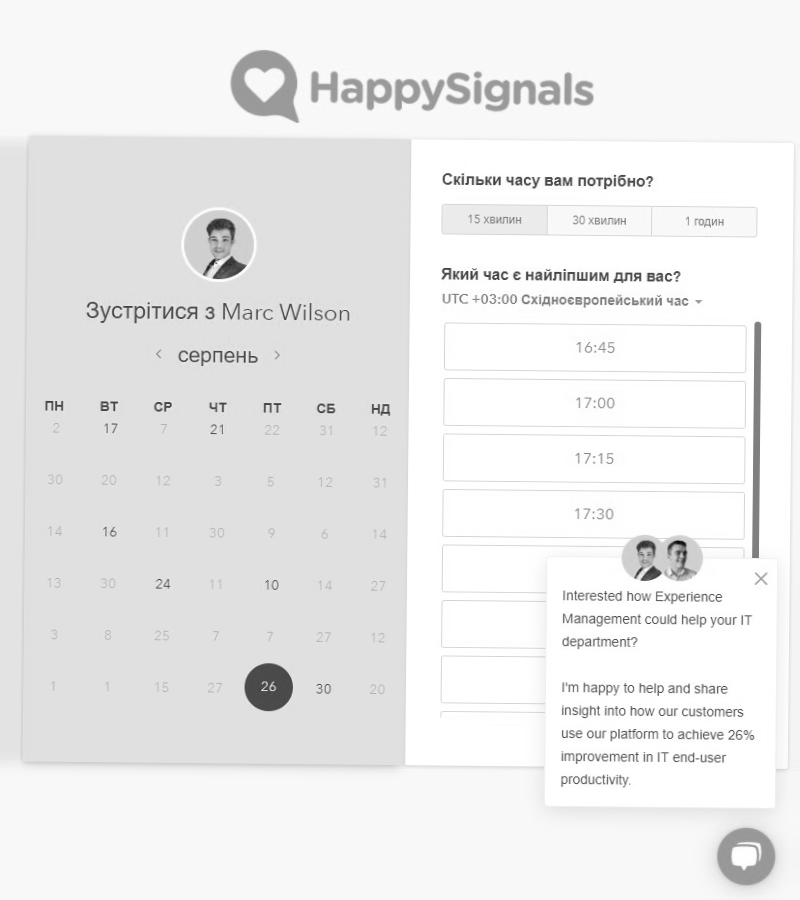 HappySignals
Зустрітися з Marc Wilson
серпень
ПН ВТ СР ЧТ ПТ СБ НД
2 17 7 21 22 31 12
30 20 12 3 5 12 31
14 16 11 30 9 6 14
13 30 24 11 10 14 27
3 8 25 7 7 27 12
1 1 15 27 26 30 20
Скільки часу вам потрібно?
15 хвилин 30 хвилин 1 годин
Який час є найліпшим для вас?
UTC +03:00 Східноєвропейський час
16:45
17:00
17:15
17:30
Interested how Experience
Management could help your IT
department?
I'm happy to help and share
insight into how our customers
use our platform to achieve 26%
improvement in IT end-user
productivity.